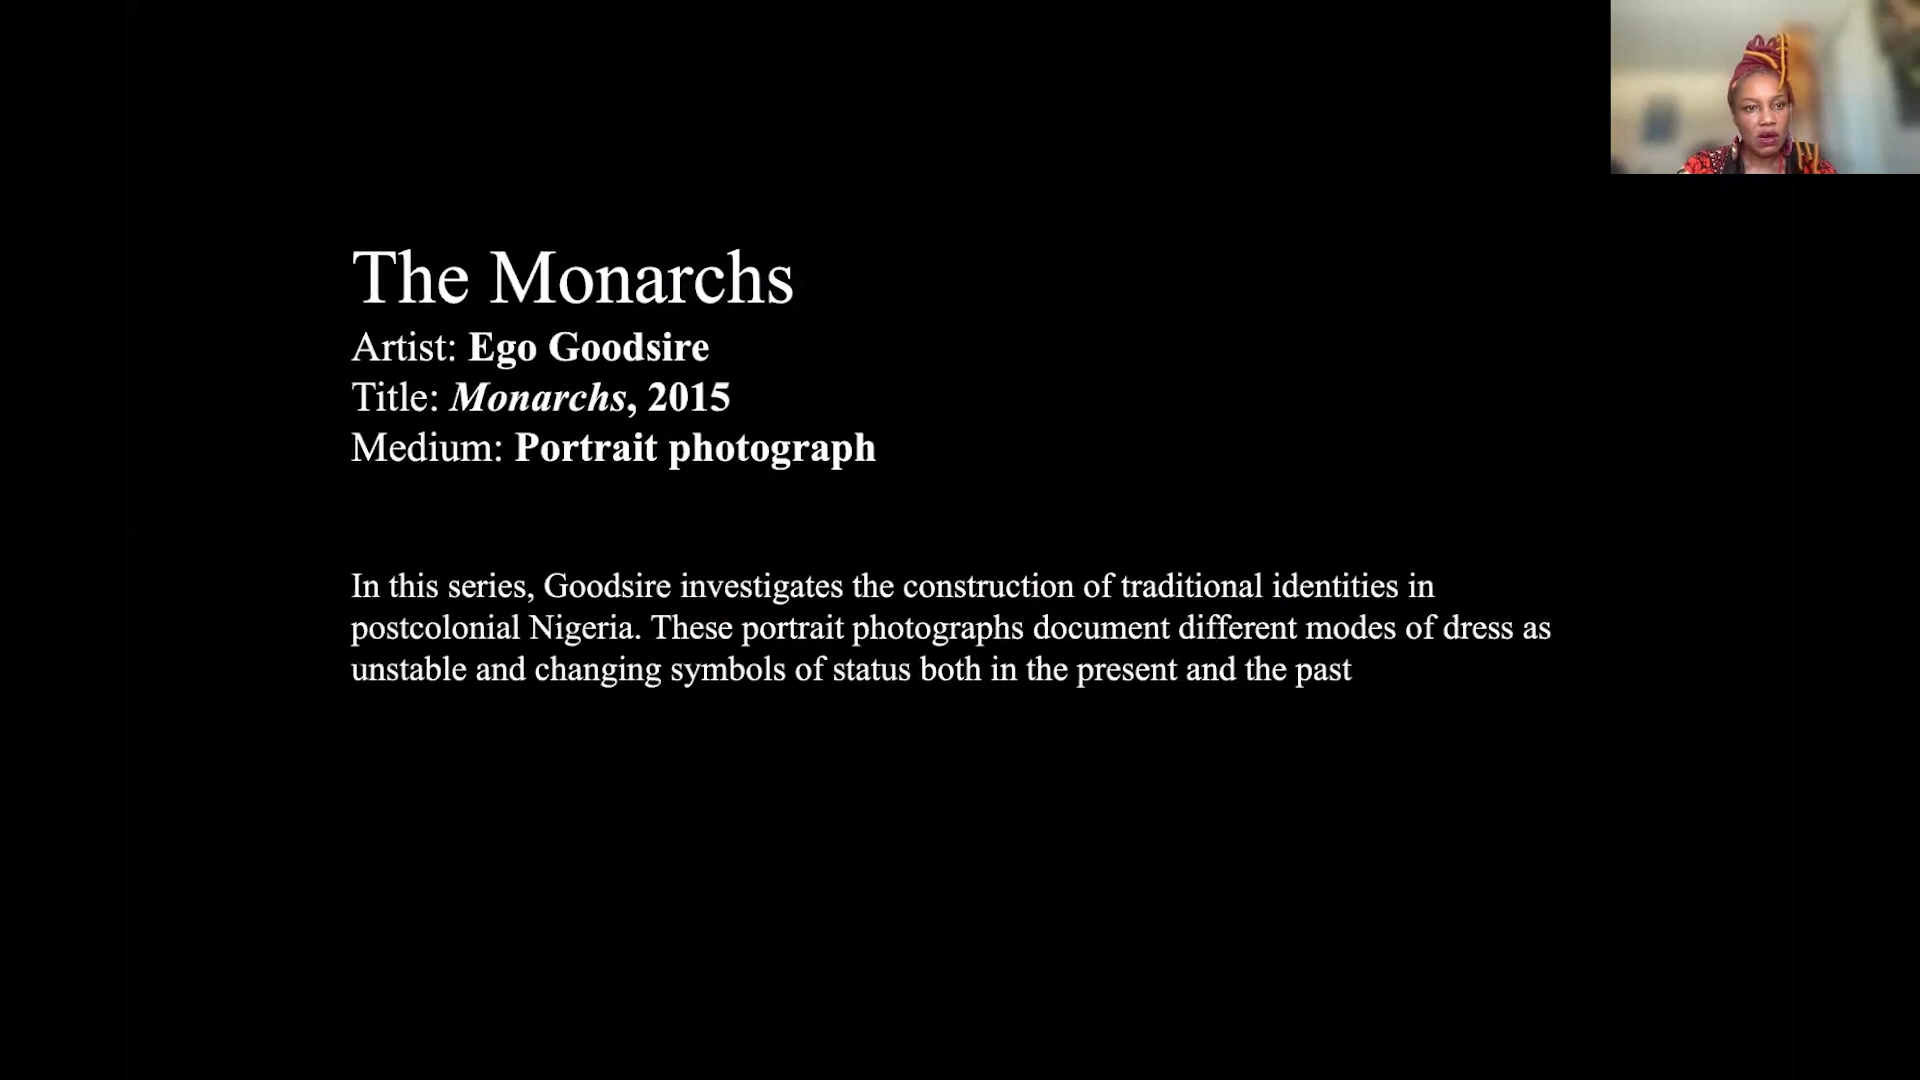 The Monarchs
Artist: Ego Goodsire
Title: Monarchs, 2015
Medium: Portrait photograph
In this series, Goodsire investigates the construction of traditional identities in
postcolonial Nigeria. These portrait photographs document different modes of dress as
unstable and changing symbols of status both in the present and the past